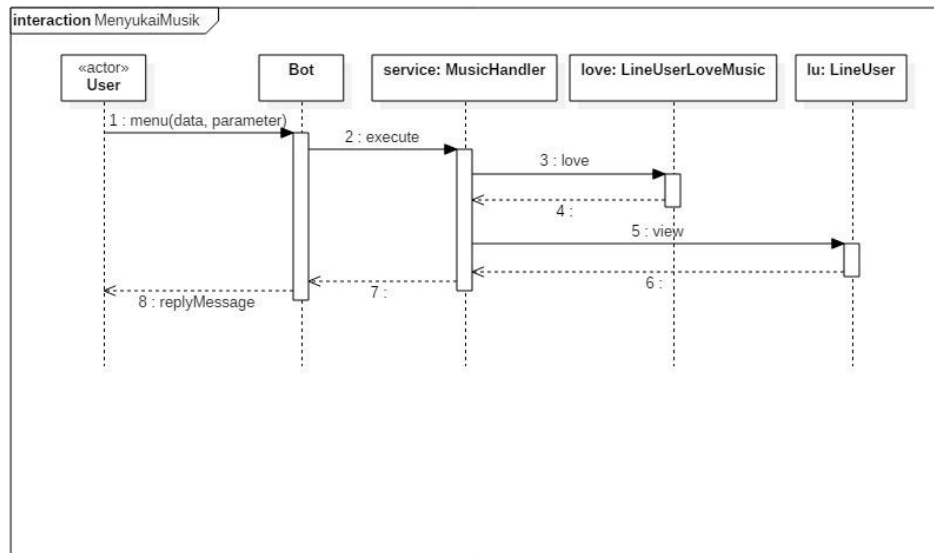 interaction MenyukaiMusik
«actor»
User
Bot
service: MusicHandler
love: LineUserLoveMusic
lu: LineUser
1 : menu(data, parameter)
2 : execute
3 : love
4 :
5 : view
6 :
7 :
8 : replyMessage